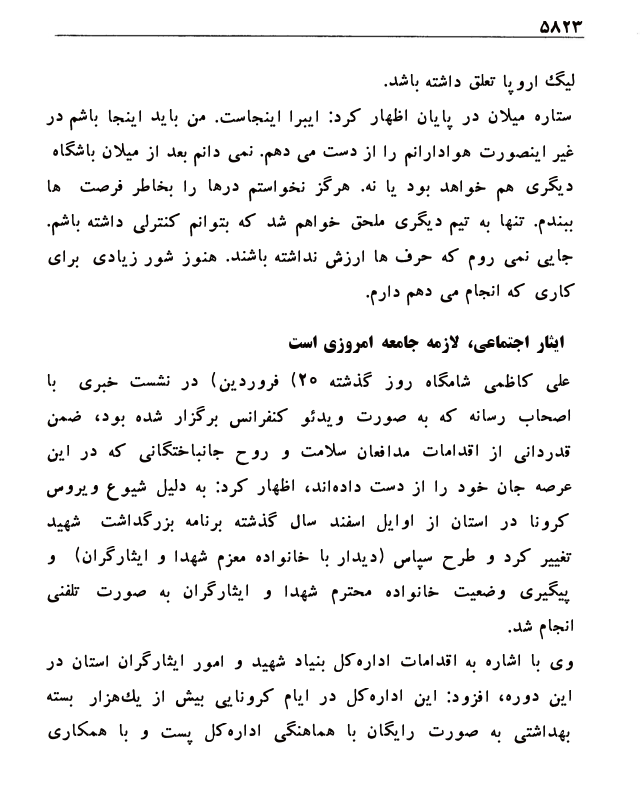 ۵۸۲۳
لیگ اروپا تعلق داشته باشد.
ستاره میلان در پایان اظهار کرد: ایبرا اینجاست. من باید اینجا باشم در
غیر اینصورت هوادارانم را از دست می دهم. نمی دانم بعد از میلان باشگاه
دیگری هم خواهد بود یا نه. هرگز نخواستم درها را بخاطر فرصت ها
ببندم. تنها به تیم دیگری ملحق خواهم شد که بتوانم کنترلی داشته باشم.
جایی نمی روم که حرف ها ارزش نداشته باشند. هنوز شور زیادی برای
کاری که انجام می دهم دارم.
ایثار اجتماعی، لازمه جامعه امروزی است
علی کاظمی شامگاه روز گذشته ۲۰) فروردین) در نشست خبری با
اصحاب رسانه که به صورت ویدئو کنفرانس برگزار شده بود، ضمن
قدردانی از اقدامات مدافعان سلامت و روح جانباختگانی که در این
عرصه جان خود را از دست داده‌اند، اظهار کرد: به دلیل شیوع ویروس
کرونا در استان از اوایل اسفند سال گذشته برنامه بزرگداشت شهید
تغییر کرد و طرح سپاس (دیدار با خانواده معزم شهدا و ایثارگران) و
پیگیری وضعیت خانواده محترم شهدا و ایثارگران به صورت تلفنی
انجام شد.
وی با اشاره به اقدامات اداره‌کل بنیاد شهید و امور ایثارگران استان در
این دوره، افزود: این اداره‌کل در ایام کرونایی بیش از یک‌هزار بسته
بهداشتی به صورت رایگان با هماهنگی اداره‌کل پست و با همکاری